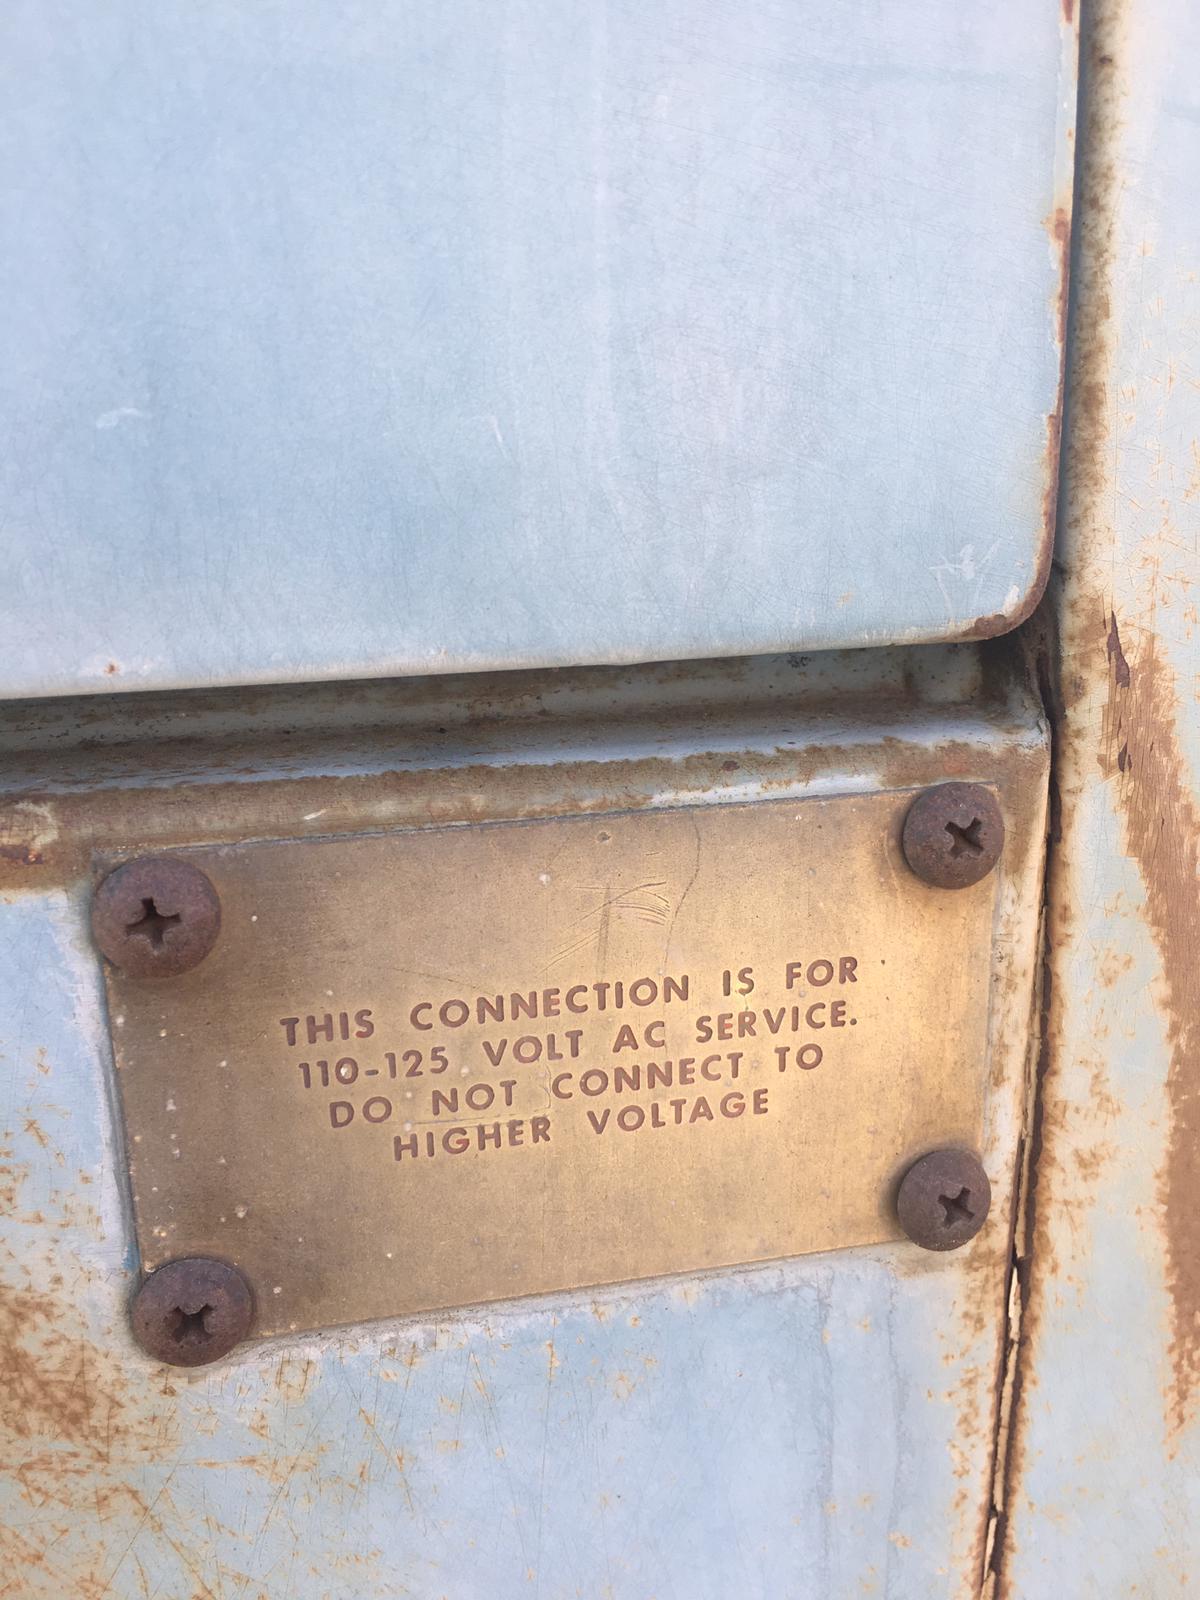 THIS CONNECTION IS FOR
110-125 VOLT AC SERVICE.
DO NOT CONNECT TO
HIGHER VOLTAGE